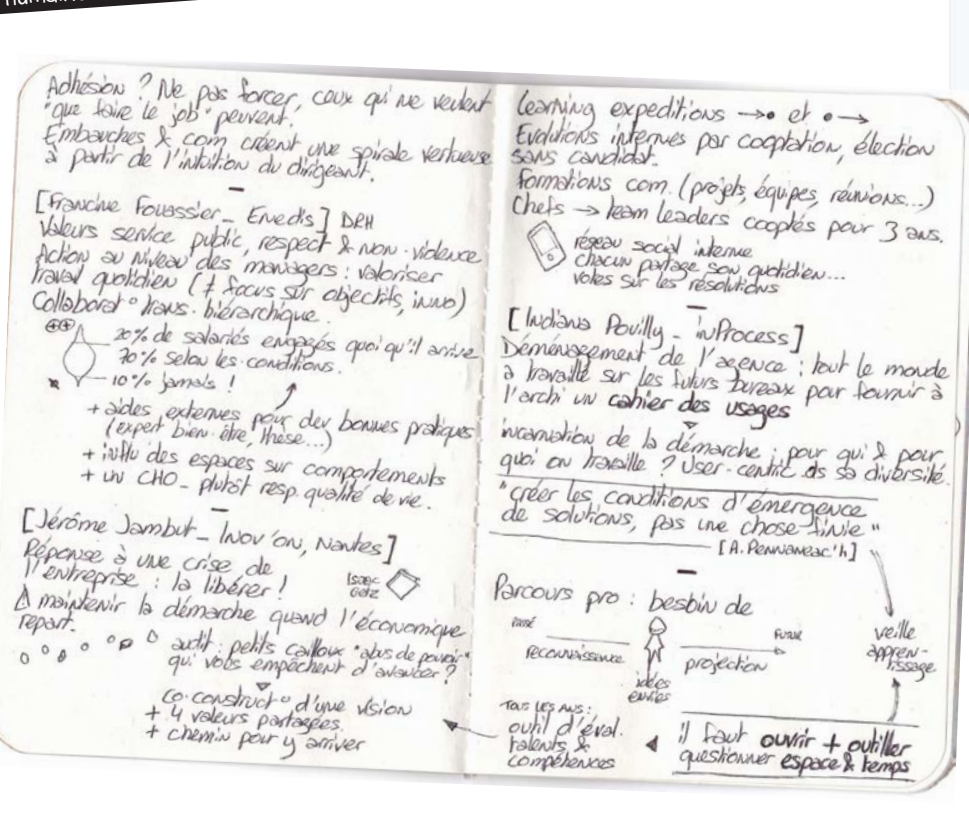 Adhésion ? Ne pas forcer, ceux qui ne veulent
"que faire le job" peuvent.
Embauches & com créent une spirale vertueuse
à partir de l'intuition du dirigeant.
[Francine Fouassier_ Enedis] DRH
Valeurs service public, respect & non-violence
Action au niveau des managers : valoriser
travail quotidien (≠ focus sur objectifs, inno)
Collaborat° trans-hiérarchique.
20% de salariés engagés quoi qu'il arrive
70% selon les conditions.
10% jamais !
+ aides externes pour dev bonnes pratiques
(expert bien-être, thèse...)
+ influ des espaces sur comportements
+ un CHO_ plutôt resp. qualité de vie.
[Jérôme Jambut_ Inov'on, Nantes]
Réponse à une crise de
l'entreprise : la libérer !
Isaac
Getz
⚠ maintenir la démarche quand l'économique
repart.
audit : petits cailloux "abus de pouvoir"
qui vous empêchent d'avancer ?
co-construct° d'une vision
+ 4 valeurs partagées
+ chemin pour y arriver
Learning expeditions →• et •→
Evolutions internes par cooptation, élection
sans candidat.
Formations com. (projets, équipes, réunions...)
Chefs → team leaders cooptés pour 3 ans.
réseau social interne
chacun partage son quotidien...
votes sur les résolutions
[Indiana Pouilly_ inProcess]
Déménagement de l'agence : tout le monde
a travaillé sur les futurs bureaux pour fournir à
l'archi un cahier des usages
incarnation de la démarche : pour qui & pour
quoi on travaille ? User-centric ds sa diversité.
"créer les conditions d'émergence
de solutions, pas une chose finie"
[A. Pennaneac'h]
Parcours pro : besoin de
passé
reconnaissance
idées
envies
futur
projection
veille
appren-
tissage
Tous les ans :
outil d'éval.
talents &
compétences
il faut ouvrir + outiller
questionner espace & temps